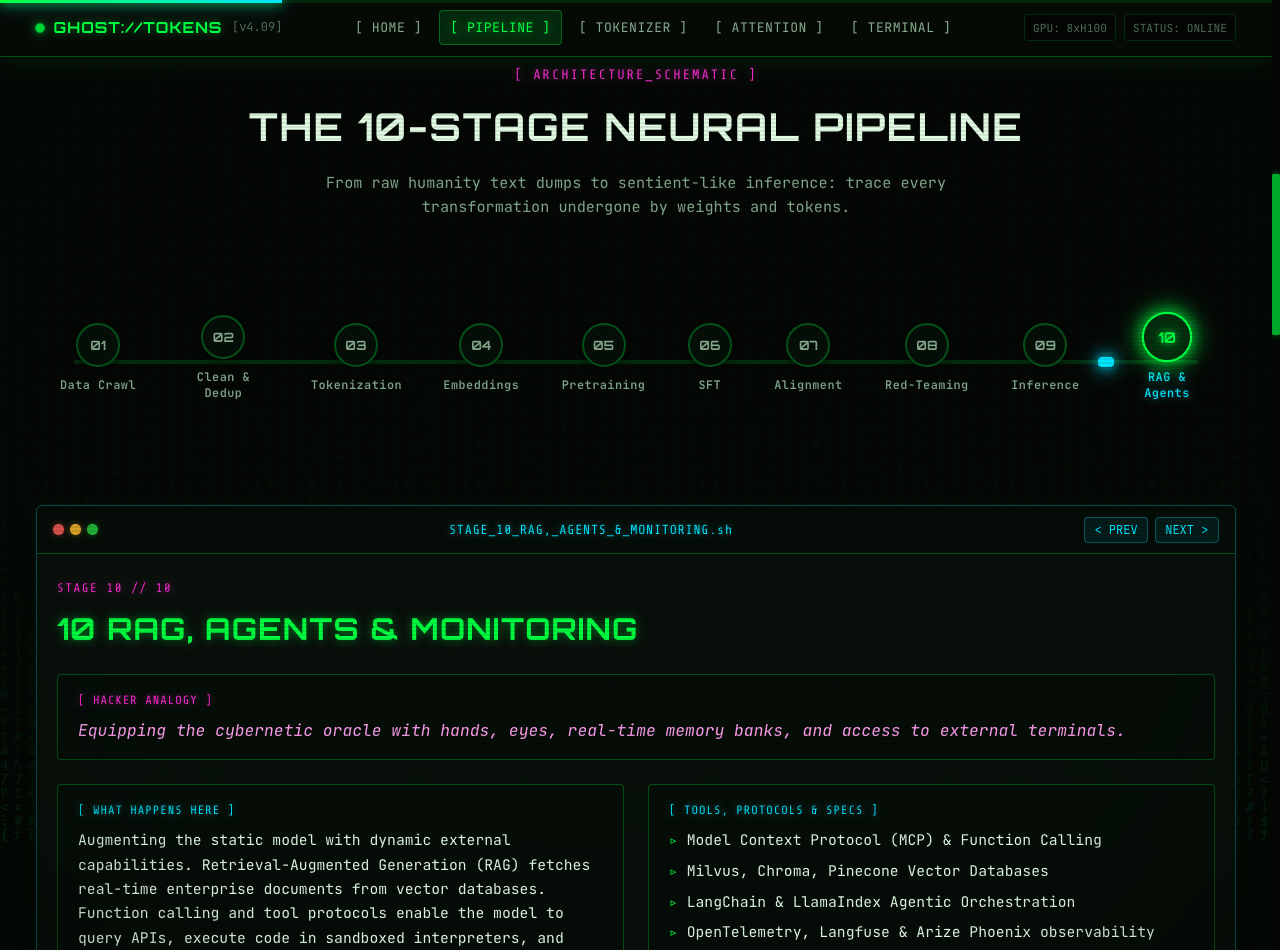 GHOST://TOKENS [v4.09]
[ HOME ] [ PIPELINE ] [ TOKENIZER ] [ ATTENTION ] [ TERMINAL ]
GPU: 8xH100 STATUS: ONLINE
[ ARCHITECTURE_SCHEMATIC ]
THE 10-STAGE NEURAL PIPELINE
From raw humanity text dumps to sentient-like inference: trace every
transformation undergone by weights and tokens.
01 Data Crawl
02 Clean & Dedup
03 Tokenization
04 Embeddings
05 Pretraining
06 SFT
07 Alignment
08 Red-Teaming
09 Inference
10 RAG & Agents
STAGE_10_RAG,_AGENTS_&_MONITORING.sh
< PREV NEXT >
STAGE 10 // 10
10 RAG, AGENTS & MONITORING
[ HACKER ANALOGY ]
Equipping the cybernetic oracle with hands, eyes, real-time memory banks, and access to external terminals.
[ WHAT HAPPENS HERE ]
Augmenting the static model with dynamic external
capabilities. Retrieval-Augmented Generation (RAG) fetches
real-time enterprise documents from vector databases.
Function calling and tool protocols enable the model to
query APIs, execute code in sandboxed interpreters, and
[ TOOLS, PROTOCOLS & SPECS ]
▹ Model Context Protocol (MCP) & Function Calling
▹ Milvus, Chroma, Pinecone Vector Databases
▹ LangChain & LlamaIndex Agentic Orchestration
▹ OpenTelemetry, Langfuse & Arize Phoenix observability